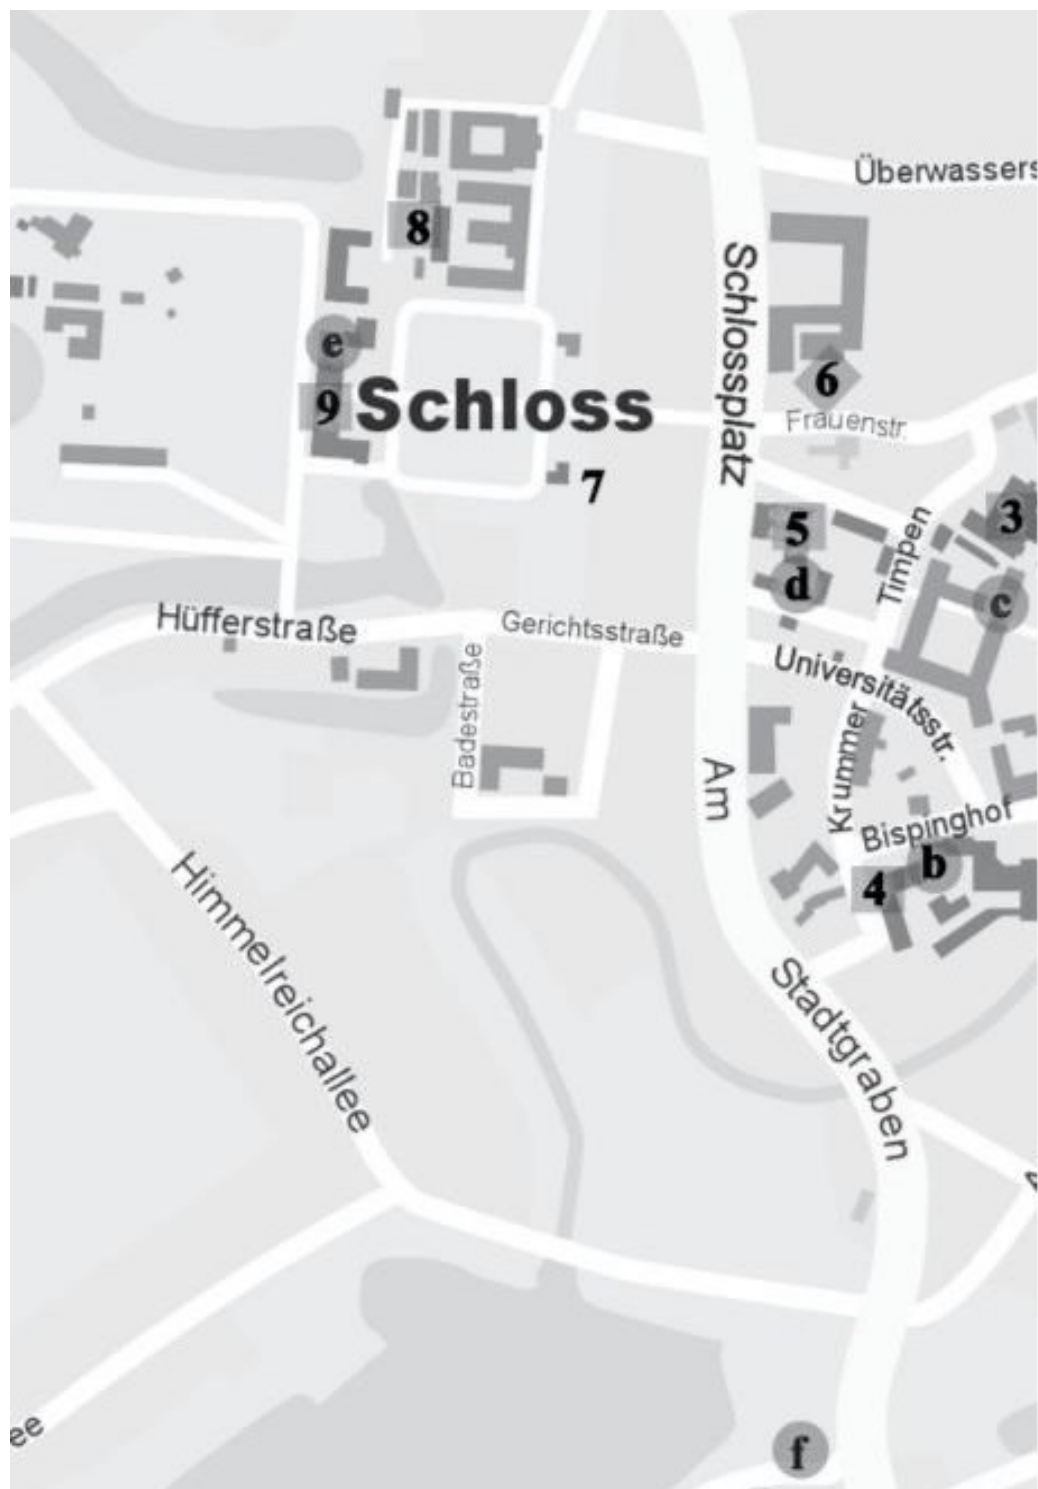 Überwassers
8
Schlossplatz
e
6
9
Schloss
Frauenstr.
7
3
5
Timpen
d
c
Hüfferstraße
Gerichtsstraße
Badestraße
Universitätsstr.
Krummer
Am
Bispinghof
b
4
Himmelreichallee
Stadtgraben
ee
f